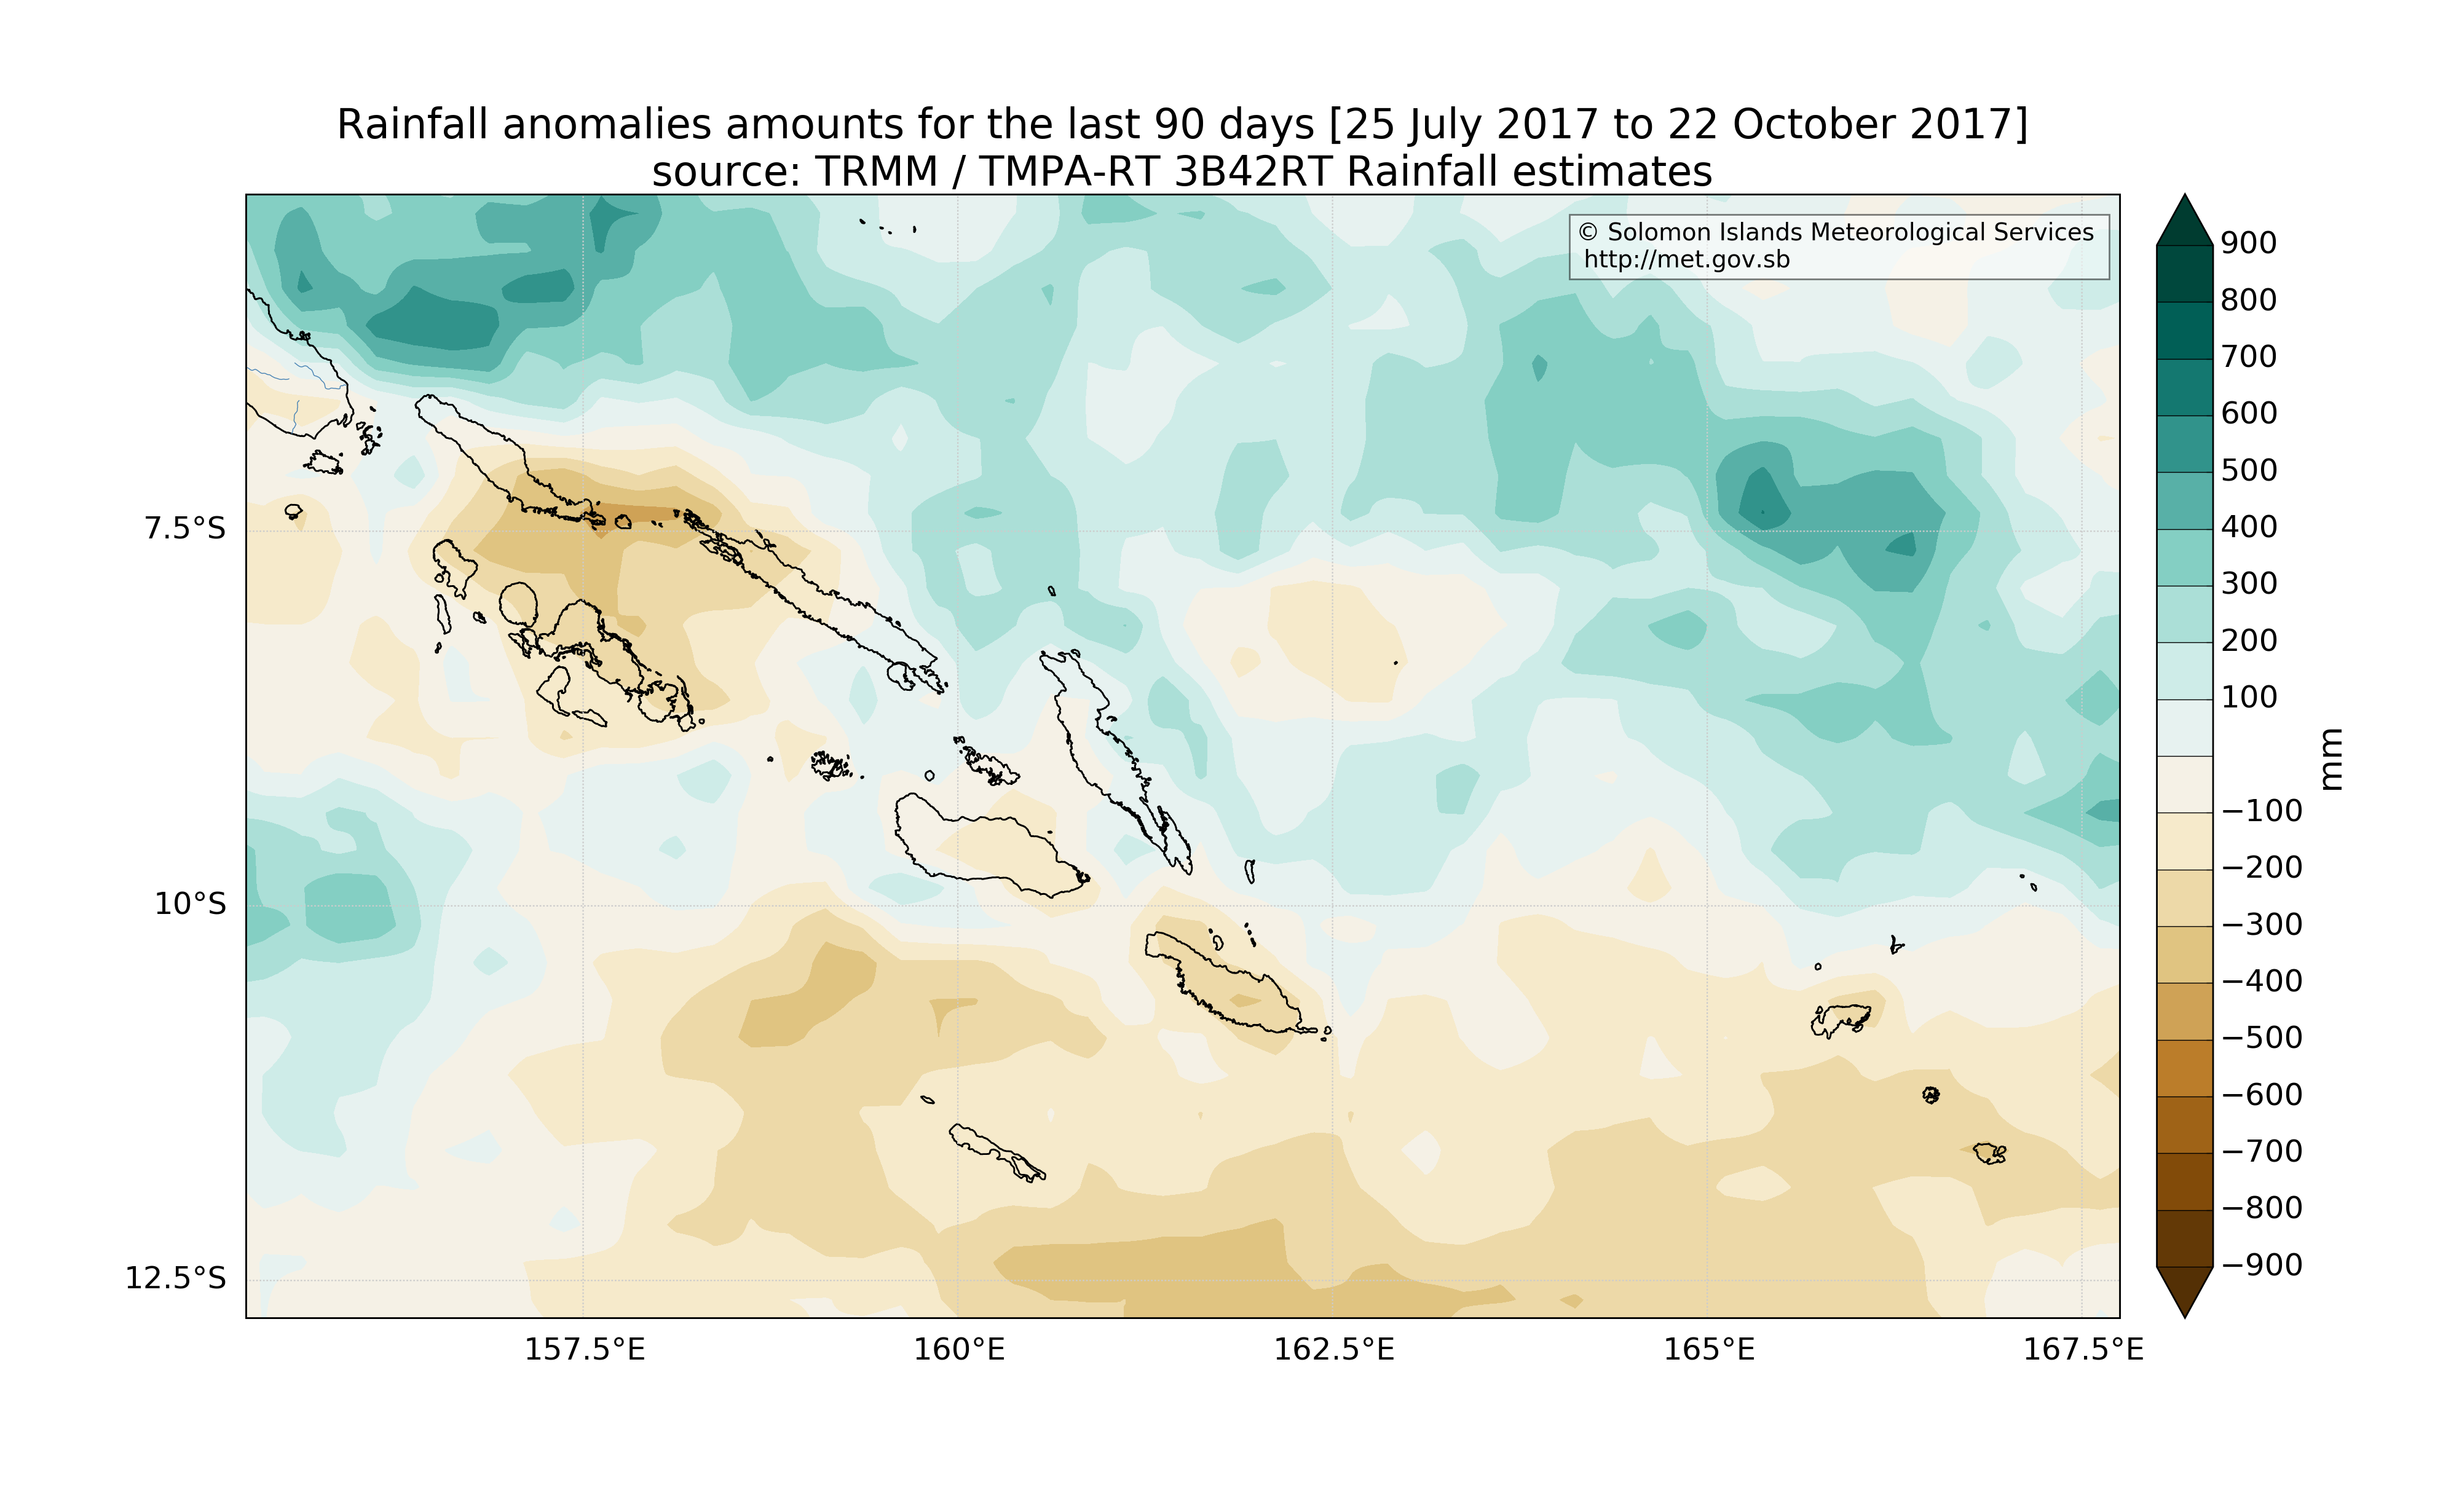 Rainfall anomalies amounts for the last 90 days [25 July 2017 to 22 October 2017]
source: TRMM / TMPA-RT 3B42RT Rainfall estimates
© Solomon Islands Meteorological Services
http://met.gov.sb
7.5°S
10°S
12.5°S
157.5°E
160°E
162.5°E
165°E
167.5°E
900
800
700
600
500
400
300
200
100
−100
−200
−300
−400
−500
−600
−700
−800
−900
mm